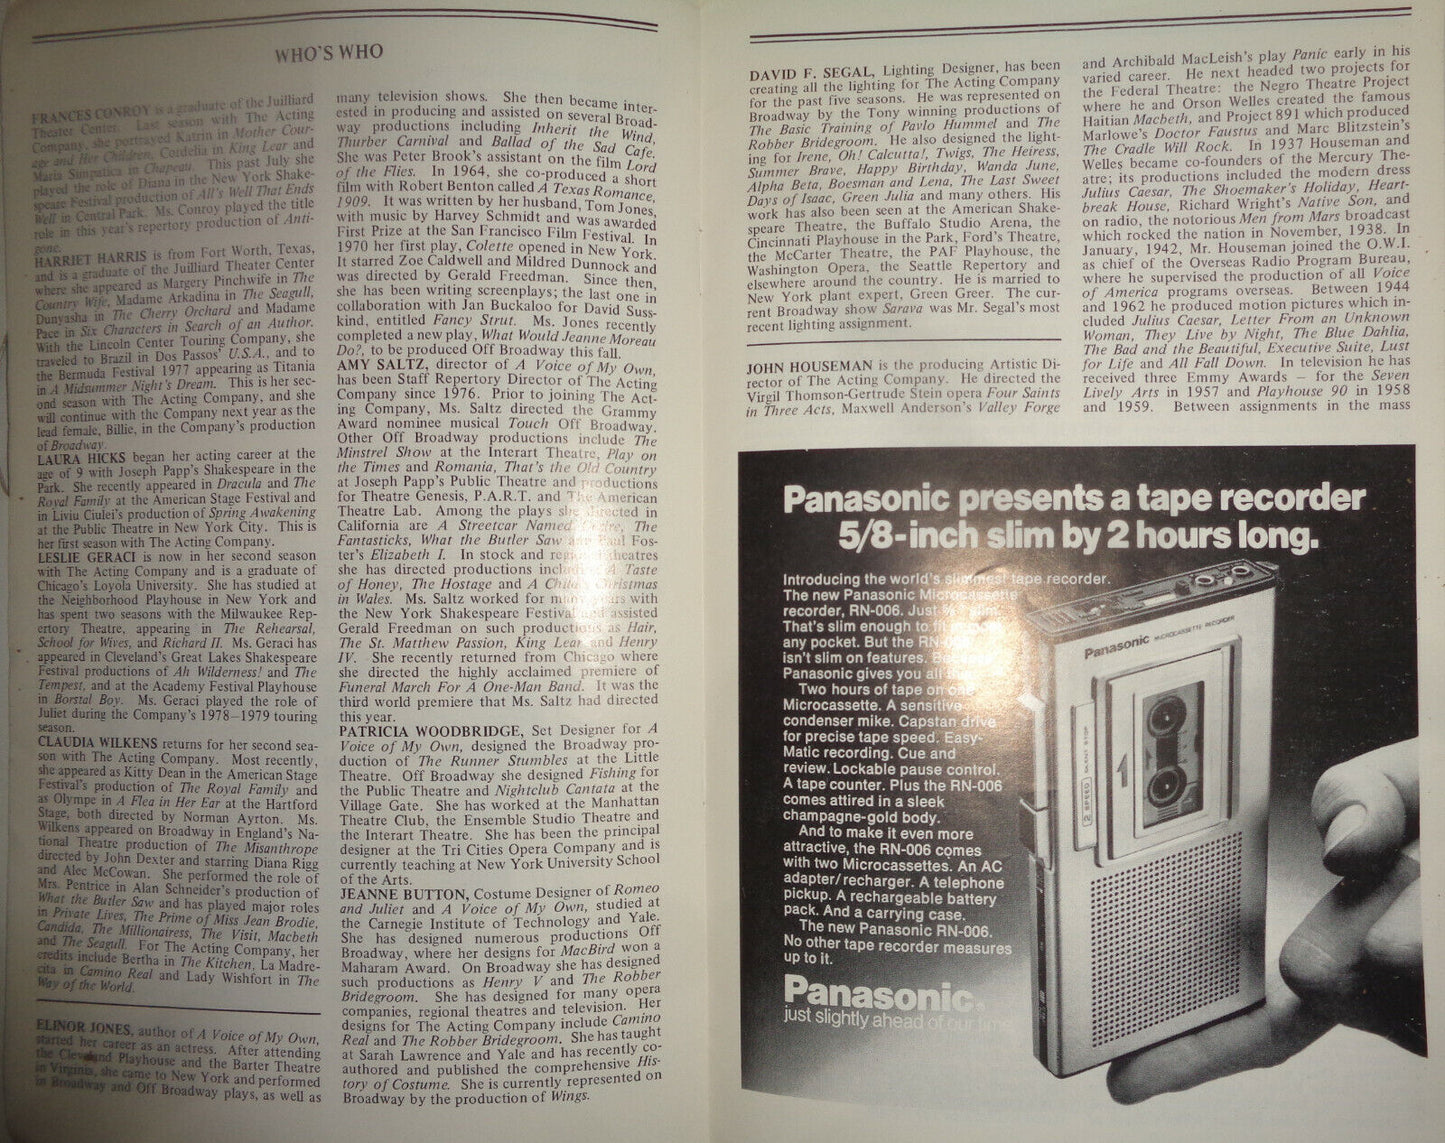 WHO'S WHO
FRANCES CONROY is a graduate of the Juilliard
Theater Center. Last season with The Acting
Company, she portrayed Katrin in Mother Cour-
age and Her Children, Cordelia in King Lear and
Maria Simpatica in Chapeau. This past July she
played the role of Diana in the New York Shake-
speare Festival production of All's Well That Ends
Well in Central Park. Ms. Conroy played the title
role in this year's repertory production of Anti-
gone.
HARRIET HARRIS is from Fort Worth, Texas,
and is a graduate of the Juilliard Theater Center
where she appeared as Margery Pinchwife in The
Country Wife, Madame Arkadina in The Seagull,
Dunyasha in The Cherry Orchard and Madame
Pace in Six Characters in Search of an Author.
With the Lincoln Center Touring Company, she
traveled to Brazil in Dos Passos' U.S.A., and to
the Bermuda Festival 1977 appearing as Titania
in A Midsummer Night's Dream. This is her sec-
ond season with The Acting Company, and she
will continue with the Company next year as the
lead female, Billie, in the Company's production
of Broadway.
LAURA HICKS began her acting career at the
age of 9 with Joseph Papp's Shakespeare in the
Park. She recently appeared in Dracula and The
Royal Family at the American Stage Festival and
in Liviu Ciulei's production of Spring Awakening
at the Public Theatre in New York City. This is
her first season with The Acting Company.
LESLIE GERACI is now in her second season
with The Acting Company and is a graduate of
Chicago's Loyola University. She has studied at
the Neighborhood Playhouse in New York and
has spent two seasons with the Milwaukee Rep-
ertory Theatre, appearing in The Rehearsal,
School for Wives, and Richard II. Ms. Geraci has
appeared in Cleveland's Great Lakes Shakespeare
Festival productions of Ah Wilderness! and The
Tempest, and at the Academy Festival Playhouse
in Borstal Boy. Ms. Geraci played the role of
Juliet during the Company's 1978–1979 touring
season.
CLAUDIA WILKENS returns for her second sea-
son with The Acting Company. Most recently,
she appeared as Kitty Dean in the American Stage
Festival's production of The Royal Family and
as Olympe in A Flea in Her Ear at the Hartford
Stage, both directed by Norman Ayrton. Ms.
Wilkens appeared on Broadway in England's Na-
tional Theatre production of The Misanthrope
directed by John Dexter and starring Diana Rigg
and Alec McCowan. She performed the role of
Mrs. Pentrice in Alan Schneider's production of
What the Butler Saw and has played major roles
in Private Lives, The Prime of Miss Jean Brodie,
Candida, The Millionairess, The Visit, Macbeth
and The Seagull. For The Acting Company, her
credits include Bertha in The Kitchen, La Madre-
cita in Camino Real and Lady Wishfort in The
Way of the World.
ELINOR JONES, author of A Voice of My Own,
started her career as an actress. After attending
the Cleveland Playhouse and the Barter Theatre
in Virginia, she came to New York and performed
in Broadway and Off Broadway plays, as well as
many television shows. She then became inter-
ested in producing and assisted on several Broad-
way productions including Inherit the Wind,
Thurber Carnival and Ballad of the Sad Cafe.
She was Peter Brook's assistant on the film Lord
of the Flies. In 1964, she co-produced a short
film with Robert Benton called A Texas Romance,
1909. It was written by her husband, Tom Jones,
with music by Harvey Schmidt and was awarded
First Prize at the San Francisco Film Festival. In
1970 her first play, Colette opened in New York.
It starred Zoe Caldwell and Mildred Dunnock and
was directed by Gerald Freedman. Since then,
she has been writing screenplays; the last one in
collaboration with Jan Buckaloo for David Suss-
kind, entitled Fancy Strut. Ms. Jones recently
completed a new play, What Would Jeanne Moreau
Do?, to be produced Off Broadway this fall.
AMY SALTZ, director of A Voice of My Own,
has been Staff Repertory Director of The Acting
Company since 1976. Prior to joining The Act-
ing Company, Ms. Saltz directed the Grammy
Award nominee musical Touch Off Broadway.
Other Off Broadway productions include The
Minstrel Show at the Interart Theatre, Play on
the Times and Romania, That's the Old Country
at Joseph Papp's Public Theatre and productions
for Theatre Genesis, P.A.R.T. and The American
Theatre Lab. Among the plays she directed in
California are A Streetcar Named Desire, The
Fantasticks, What the Butler Saw and Paul Fos-
ter's Elizabeth I. In stock and regional theatres
she has directed productions including A Taste
of Honey, The Hostage and A Child's Christmas
in Wales. Ms. Saltz worked for many years with
the New York Shakespeare Festival and assisted
Gerald Freedman on such productions as Hair,
The St. Matthew Passion, King Lear and Henry
IV. She recently returned from Chicago where
she directed the highly acclaimed premiere of
Funeral March For A One-Man Band. It was the
third world premiere that Ms. Saltz had directed
this year.
PATRICIA WOODBRIDGE, Set Designer for A
Voice of My Own, designed the Broadway pro-
duction of The Runner Stumbles at the Little
Theatre. Off Broadway she designed Fishing for
the Public Theatre and Nightclub Cantata at the
Village Gate. She has worked at the Manhattan
Theatre Club, the Ensemble Studio Theatre and
the Interart Theatre. She has been the principal
designer at the Tri Cities Opera Company and is
currently teaching at New York University School
of the Arts.
JEANNE BUTTON, Costume Designer of Romeo
and Juliet and A Voice of My Own, studied at
the Carnegie Institute of Technology and Yale.
She has designed numerous productions Off
Broadway, where her designs for MacBird won a
Maharam Award. On Broadway she has designed
such productions as Henry V and The Robber
Bridegroom. She has designed for many opera
companies, regional theatres and television. Her
designs for The Acting Company include Camino
Real and The Robber Bridegroom. She has taught
at Sarah Lawrence and Yale and has recently co-
authored and published the comprehensive His-
tory of Costume. She is currently represented on
Broadway by the production of Wings.
DAVID F. SEGAL, Lighting Designer, has been
creating all the lighting for The Acting Company
for the past five seasons. He was represented on
Broadway by the Tony winning productions of
The Basic Training of Pavlo Hummel and The
Robber Bridegroom. He also designed the light-
ing for Irene, Oh! Calcutta!, Twigs, The Heiress,
Summer Brave, Happy Birthday, Wanda June,
Alpha Beta, Boesman and Lena, The Last Sweet
Days of Isaac, Green Julia and many others. His
work has also been seen at the American Shake-
speare Theatre, the Buffalo Studio Arena, the
Cincinnati Playhouse in the Park, Ford's Theatre,
the McCarter Theatre, the PAF Playhouse, the
Washington Opera, the Seattle Repertory and
elsewhere around the country. He is married to
New York plant expert, Green Greer. The cur-
rent Broadway show Sarava was Mr. Segal's most
recent lighting assignment.
JOHN HOUSEMAN is the producing Artistic Di-
rector of The Acting Company. He directed the
Virgil Thomson-Gertrude Stein opera Four Saints
in Three Acts, Maxwell Anderson's Valley Forge
and Archibald MacLeish's play Panic early in his
varied career. He next headed two projects for
the Federal Theatre: the Negro Theatre Project
where he and Orson Welles created the famous
Haitian Macbeth, and Project 891 which produced
Marlowe's Doctor Faustus and Marc Blitzstein's
The Cradle Will Rock. In 1937 Houseman and
Welles became co-founders of the Mercury The-
atre; its productions included the modern dress
Julius Caesar, The Shoemaker's Holiday, Heart-
break House, Richard Wright's Native Son, and
on radio, the notorious Men from Mars broadcast
which rocked the nation in November, 1938. In
January, 1942, Mr. Houseman joined the O.W.I.
as chief of the Overseas Radio Program Bureau,
where he supervised the production of all Voice
of America programs overseas. Between 1944
and 1962 he produced motion pictures which in-
cluded Julius Caesar, Letter From an Unknown
Woman, They Live by Night, The Blue Dahlia,
The Bad and the Beautiful, Executive Suite, Lust
for Life and All Fall Down. In television he has
received three Emmy Awards – for the Seven
Lively Arts in 1957 and Playhouse 90 in 1958
and 1959. Between assignments in the mass
Panasonic presents a tape recorder
5/8-inch slim by 2 hours long.
Introducing the world's slimmest tape recorder.
The new Panasonic Microcassette
recorder, RN-006. Just 5/8" slim.
That's slim enough to fit
any pocket. But the RN-
isn't slim on features.
Panasonic gives you all
Two hours of tape on one
Microcassette. A sensitive
condenser mike. Capstan drive
for precise tape speed. Easy-
Matic recording. Cue and
review. Lockable pause control.
A tape counter. Plus the RN-006
comes attired in a sleek
champagne-gold body.
And to make it even more
attractive, the RN-006 comes
with two Microcassettes. An AC
adapter/recharger. A telephone
pickup. A rechargeable battery
pack. And a carrying case.
The new Panasonic RN-006.
No other tape recorder measures
up to it.
Panasonic.
just slightly ahead of our time.
Panasonic MICROCASSETTE RECORDER
2 SPEED
1